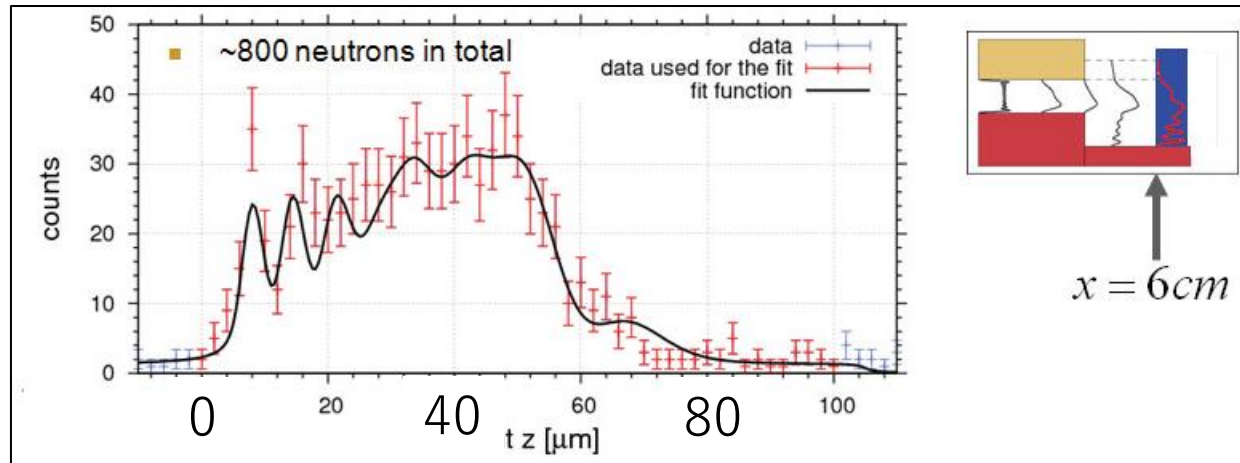 50
40
30
20
10
0
counts
~800 neutrons in total
data
data used for the fit
fit function
0 20 40 60 80 100
t z [μm]
x = 6cm